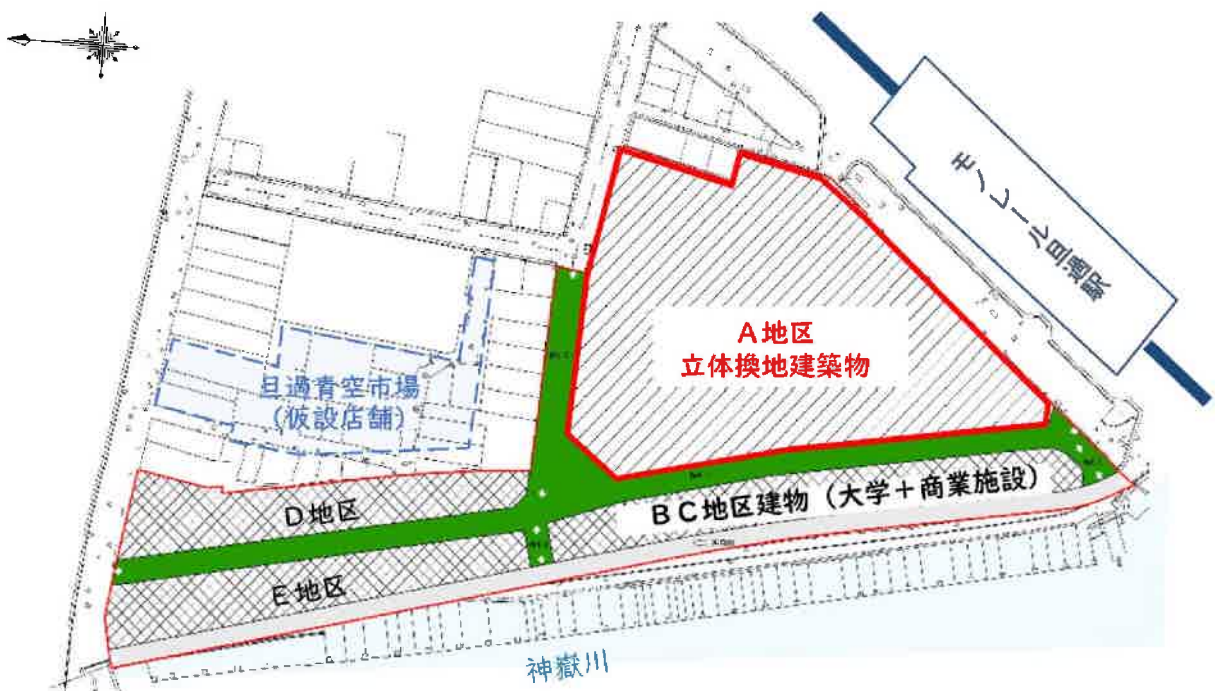 モノレール旦過駅
A地区
立体換地建築物
旦過青空市場
（仮設店舗）
D地区
BC地区建物（大学＋商業施設）
E地区
神嶽川